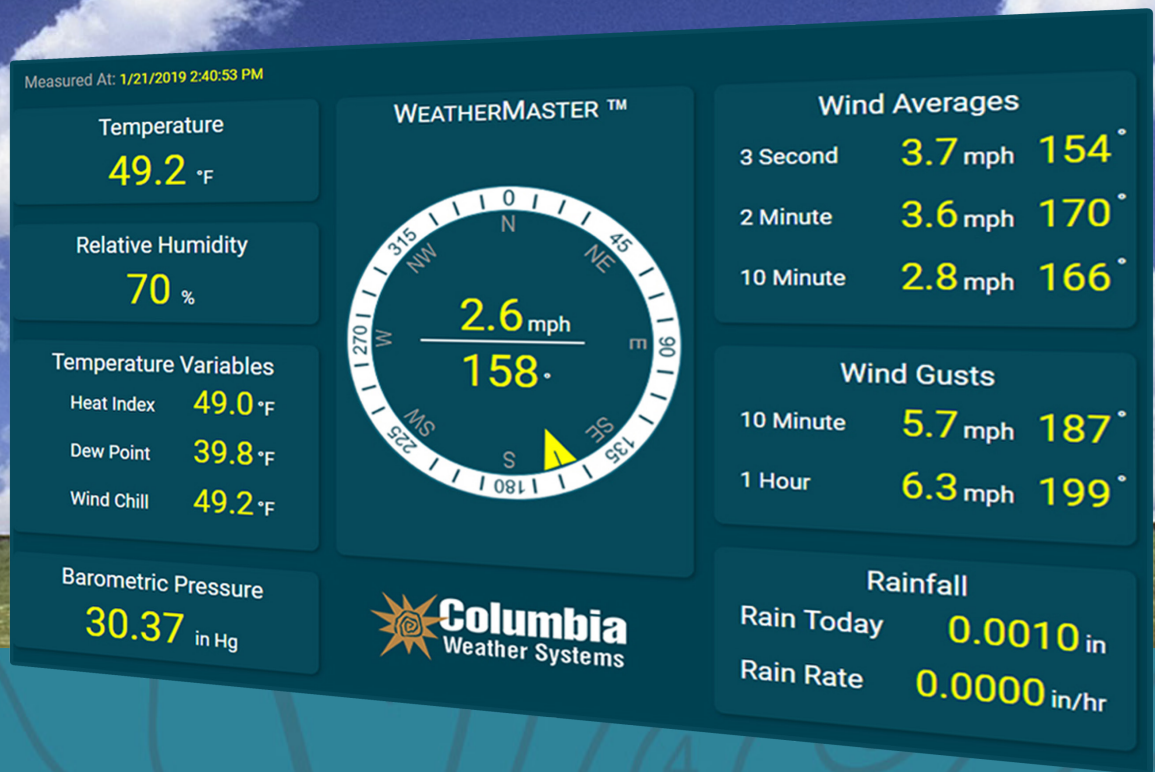 Measured At: 1/21/2019 2:40:53 PM
Temperature
49.2 °F
Relative Humidity
70 %
Temperature Variables
Heat Index 49.0 °F
Dew Point 39.8 °F
Wind Chill 49.2 °F
Barometric Pressure
30.37 in Hg
WEATHERMASTER ™
0
N
45
NE
90
E
135
SE
180
S
225
SW
270
W
315
NW
2.6 mph
158 °
Columbia
Weather Systems
Wind Averages
3 Second 3.7 mph 154 °
2 Minute 3.6 mph 170 °
10 Minute 2.8 mph 166 °
Wind Gusts
10 Minute 5.7 mph 187 °
1 Hour 6.3 mph 199 °
Rainfall
Rain Today 0.0010 in
Rain Rate 0.0000 in/hr